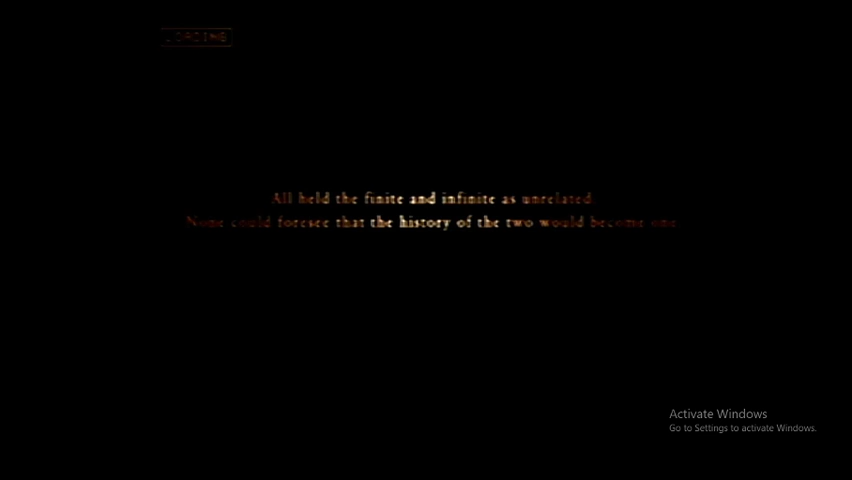 LOADING
All held the finite and infinite as unrelated
None could foresee that the history of the two would become one
Activate Windows
Go to Settings to activate Windows.